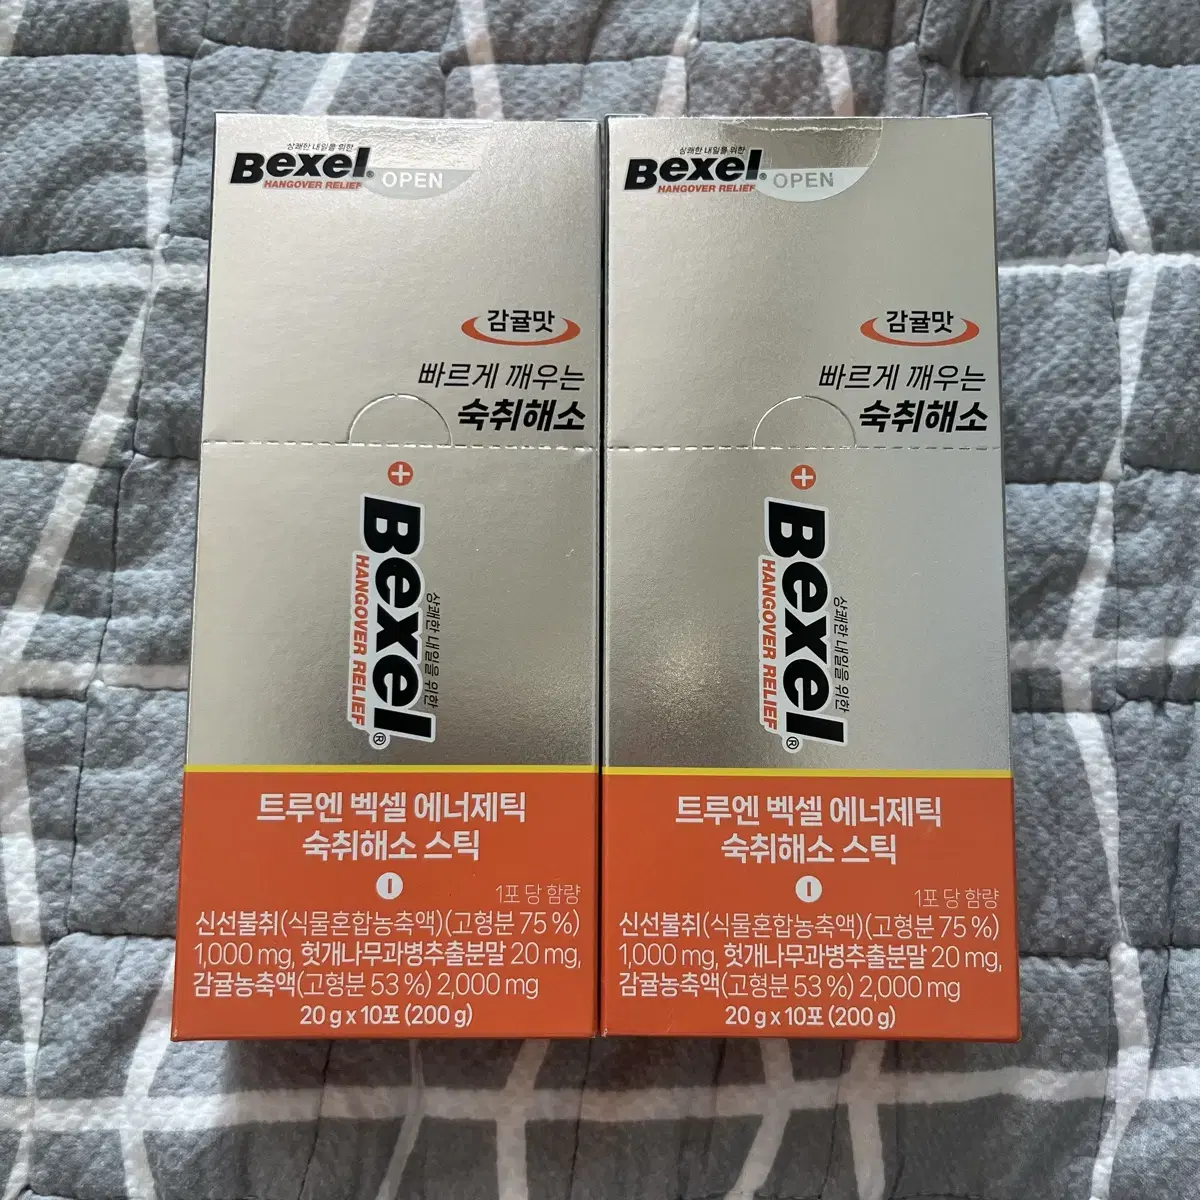 상쾌한 내일을 위한
Bexel®
HANGOVER RELIEF
OPEN
감귤맛
빠르게 깨우는
숙취해소
상쾌한 내일을 위한
Bexel®
HANGOVER RELIEF
트루엔 벡셀 에너제틱
숙취해소 스틱
1포 당 함량
신선불취(식물혼합농축액)(고형분 75 %)
1,000 mg, 헛개나무과병추출분말 20 mg,
감귤농축액(고형분 53 %) 2,000 mg
20 g x 10포 (200 g)
상쾌한 내일을 위한
Bexel®
HANGOVER RELIEF
OPEN
감귤맛
빠르게 깨우는
숙취해소
상쾌한 내일을 위한
Bexel®
HANGOVER RELIEF
트루엔 벡셀 에너제틱
숙취해소 스틱
1포 당 함량
신선불취(식물혼합농축액)(고형분 75 %)
1,000 mg, 헛개나무과병추출분말 20 mg,
감귤농축액(고형분 53 %) 2,000 mg
20 g x 10포 (200 g)